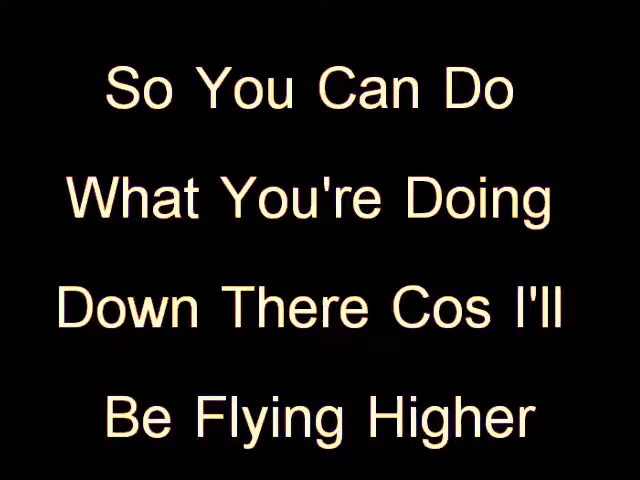 So You Can Do
What You're Doing
Down There Cos I'll
Be Flying Higher